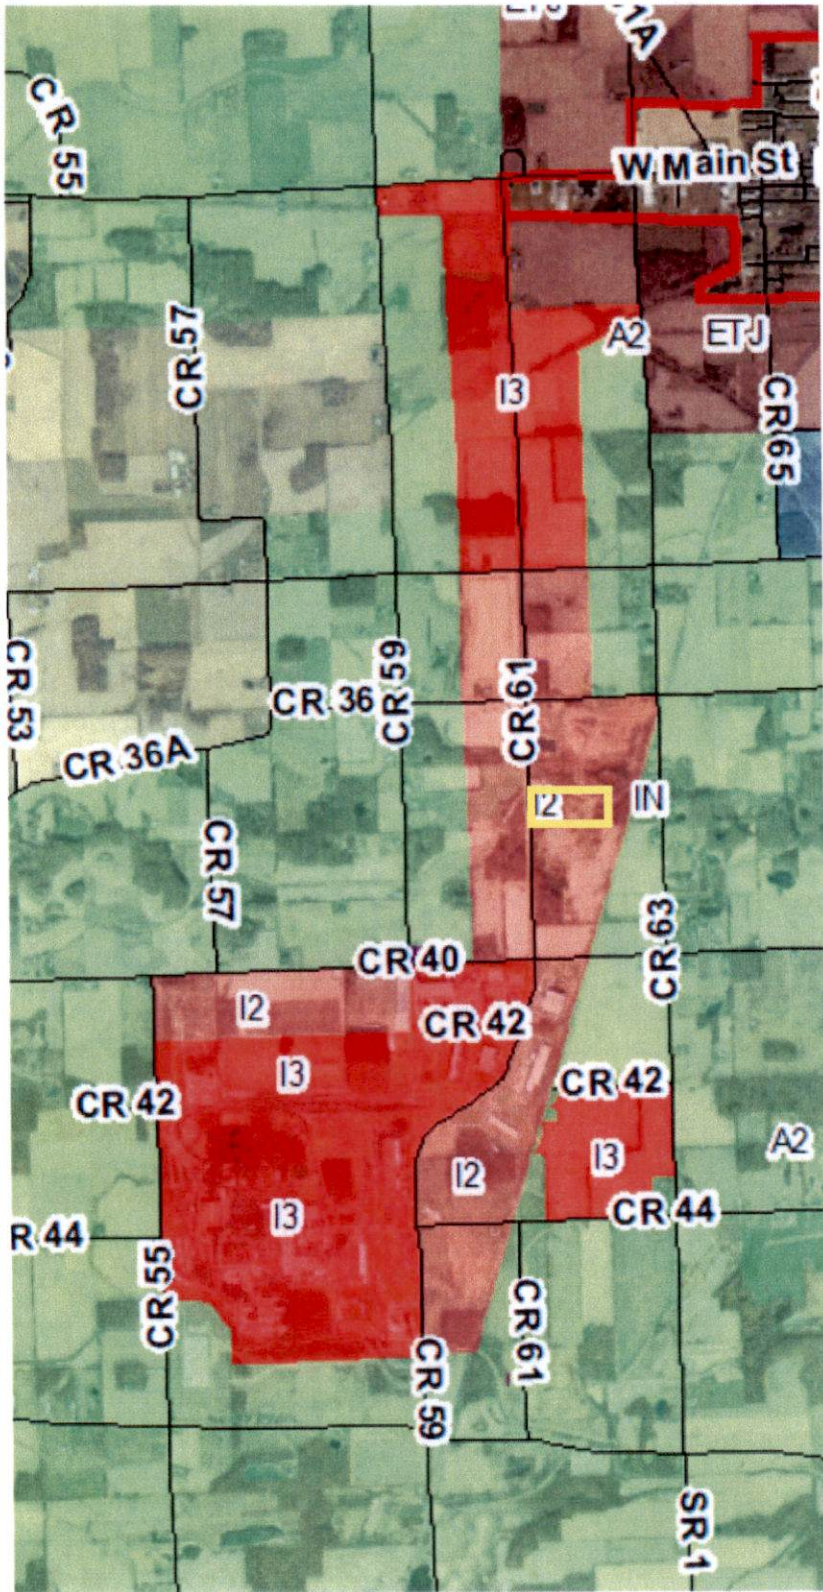 CR 55
W Main St
CR 57
A2
ETJ
I3
CR 65
CR 53
CR 59
CR 61
CR 36
CR 36A
I2
IN
CR 57
CR 63
CR 40
I2
CR 42
I3
CR 42
CR 42
A2
I3
I2
I3
CR 44
R 44
CR 55
CR 61
CR 59
SR 1